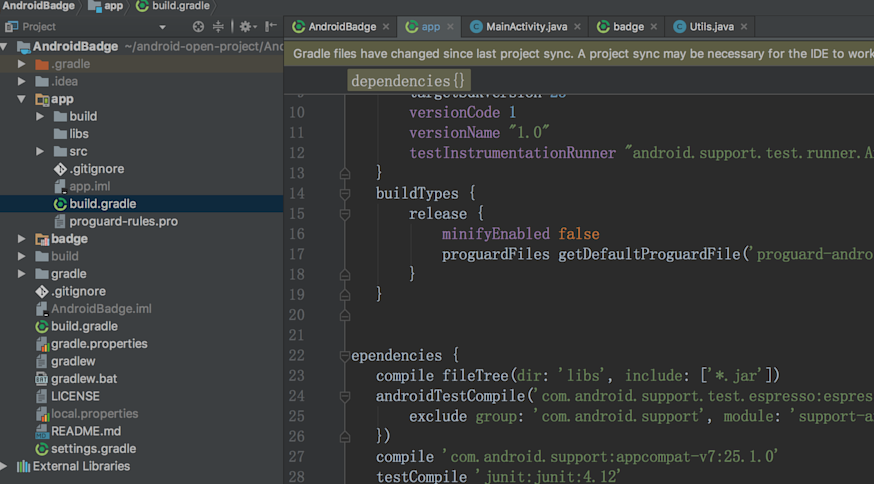 AndroidBadge app build.gradle
Project
AndroidBadge ~/android-open-project/And
.gradle
.idea
app
build
libs
src
.gitignore
app.iml
build.gradle
proguard-rules.pro
badge
build
gradle
.gitignore
AndroidBadge.iml
build.gradle
gradle.properties
gradlew
gradlew.bat
LICENSE
local.properties
README.md
settings.gradle
External Libraries
AndroidBadge app MainActivity.java badge Utils.java
Gradle files have changed since last project sync. A project sync may be necessary for the IDE to work
dependencies{}
10 versionCode 1
11 versionName "1.0"
12 testInstrumentationRunner "android.support.test.runner.A
13 }
14 buildTypes {
15 release {
16 minifyEnabled false
17 proguardFiles getDefaultProguardFile('proguard-andro
18 }
19 }
20
21
22 ependencies {
23 compile fileTree(dir: 'libs', include: ['*.jar'])
24 androidTestCompile('com.android.support.test.espresso:espres
25 exclude group: 'com.android.support', module: 'support-a
26 })
27 compile 'com.android.support:appcompat-v7:25.1.0'
28 testCompile 'junit:junit:4.12'